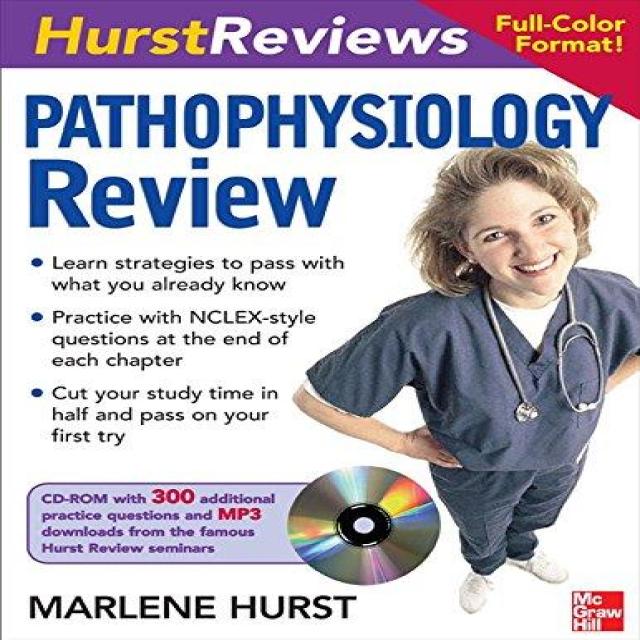 HurstReviews
Full-Color
Format!
PATHOPHYSIOLOGY
Review
• Learn strategies to pass with
what you already know
• Practice with NCLEX-style
questions at the end of
each chapter
• Cut your study time in
half and pass on your
first try
CD-ROM with 300 additional
practice questions and MP3
downloads from the famous
Hurst Review seminars
MARLENE HURST
Mc
Graw
Hill